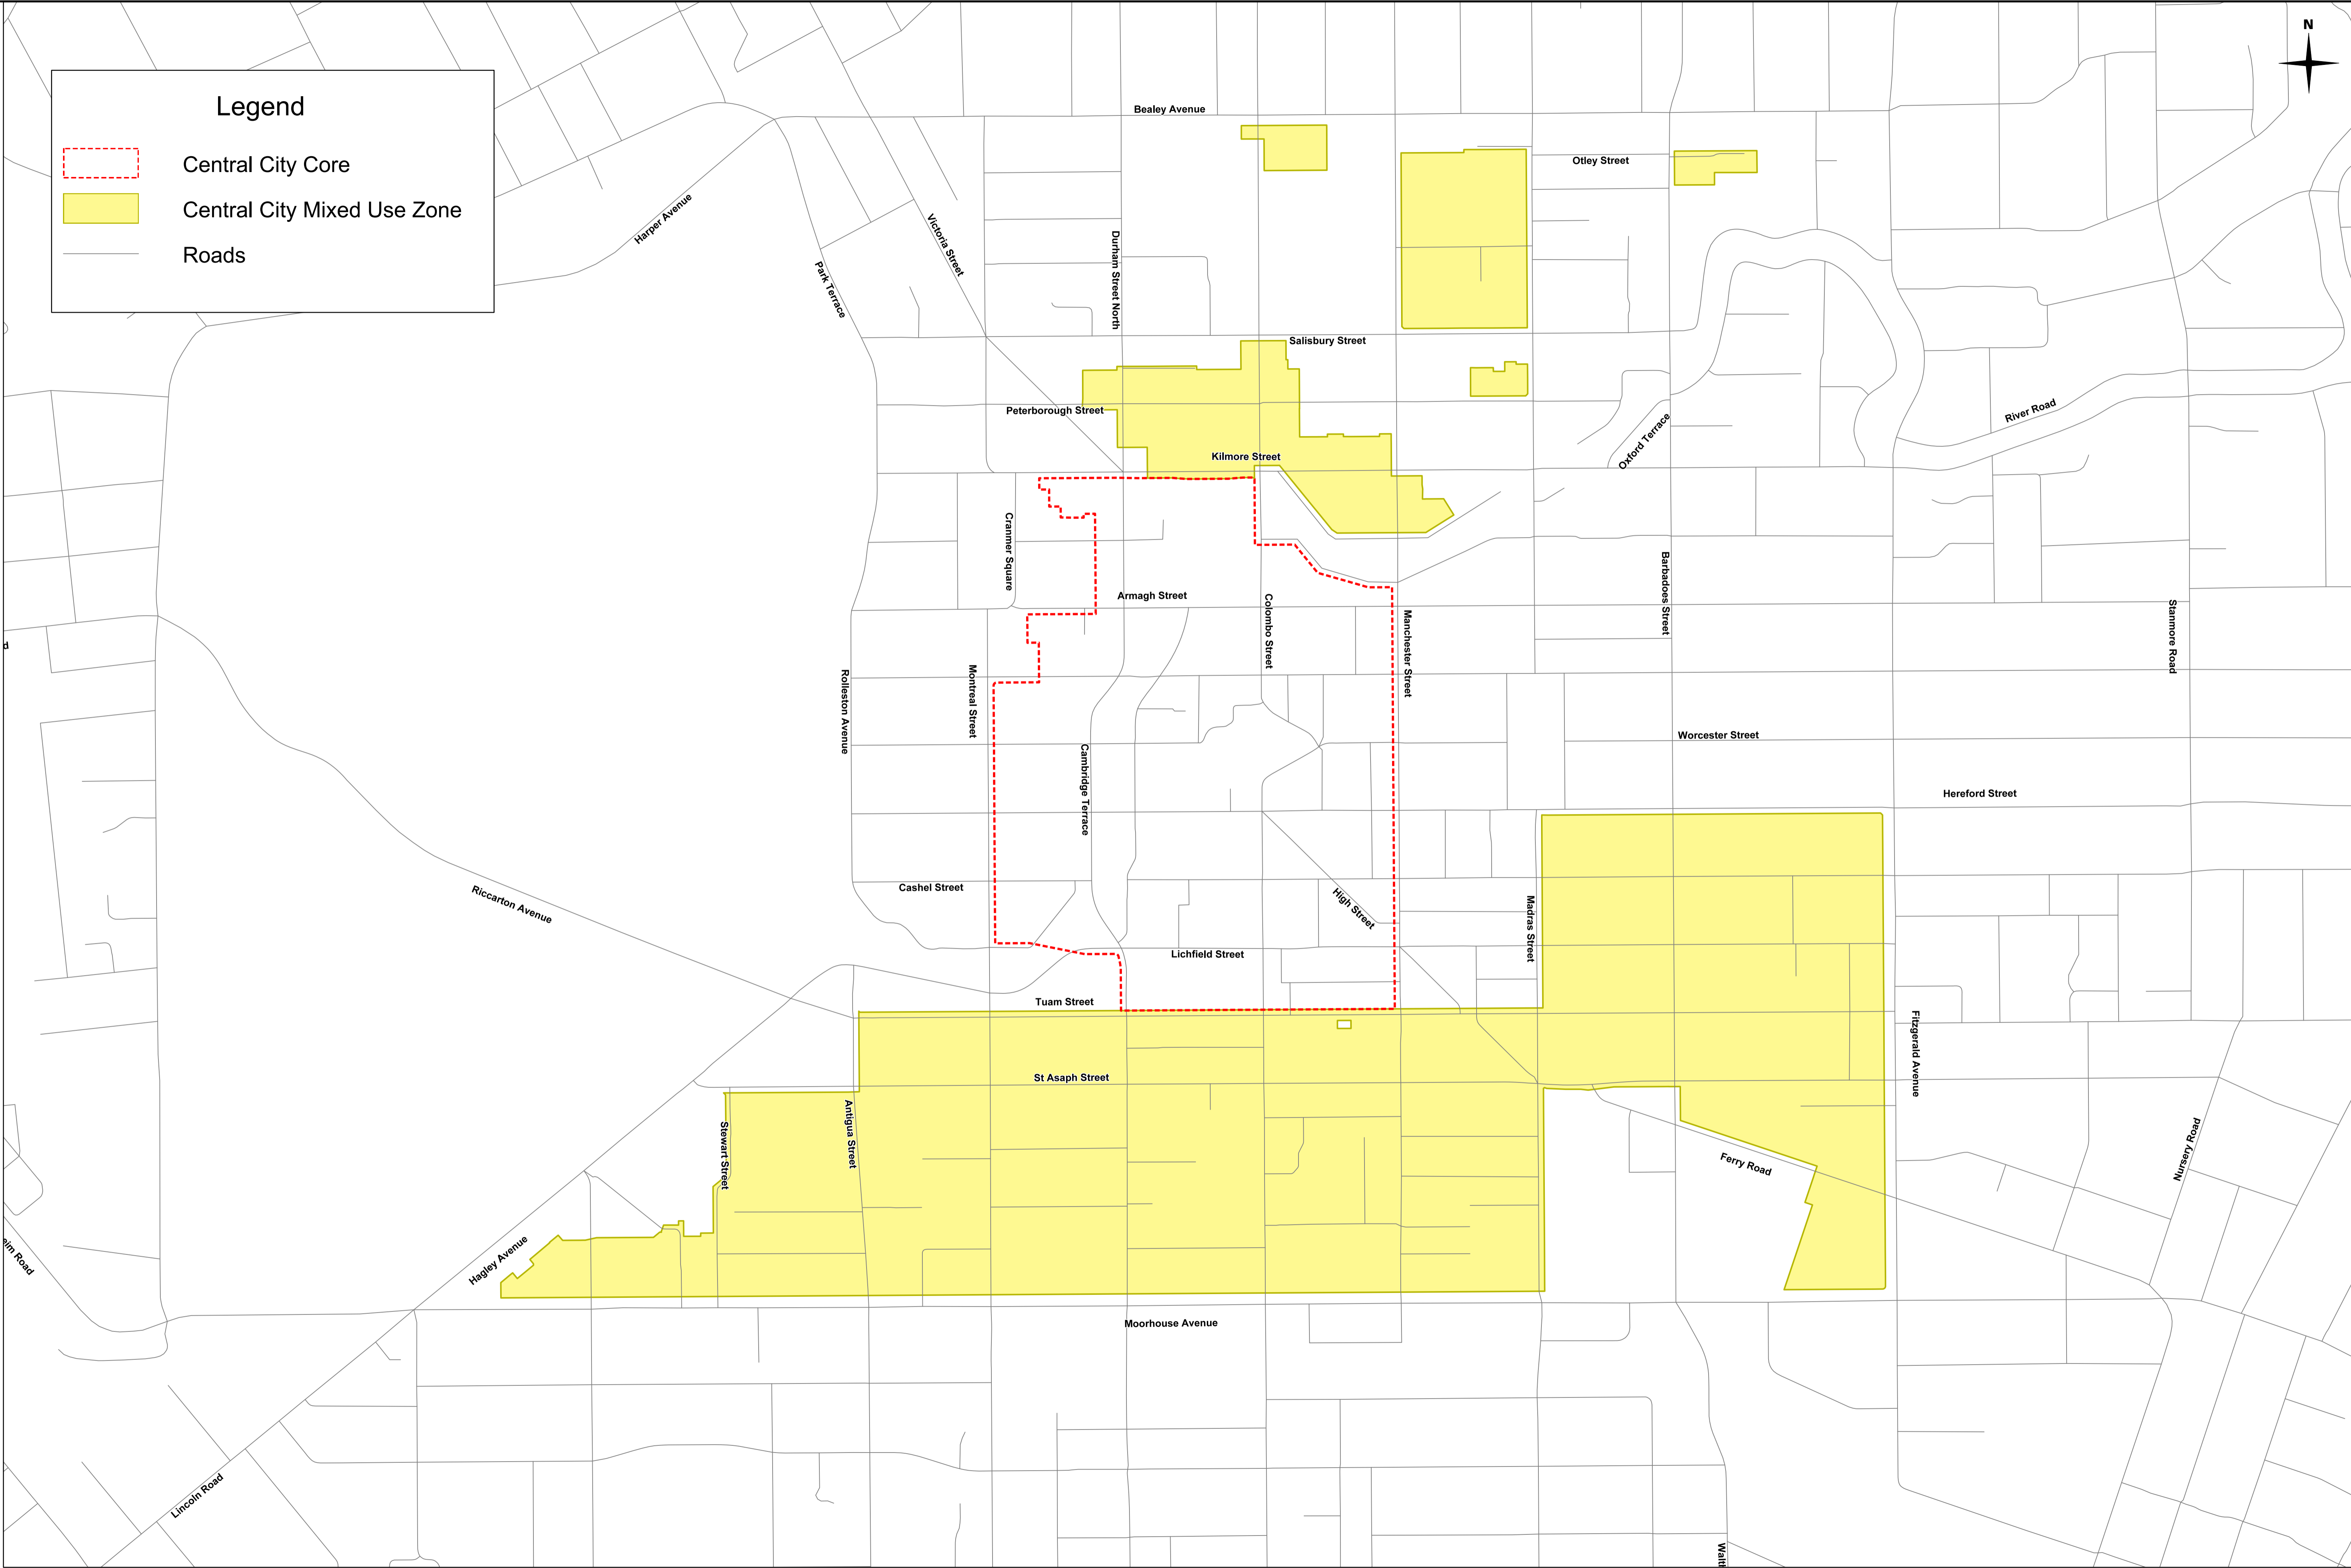 N
Legend
Central City Core
Central City Mixed Use Zone
Roads
Bealey Avenue
Otley Street
Harper Avenue
Victoria Street
Park Terrace
Durham Street North
Salisbury Street
Peterborough Street
River Road
Oxford Terrace
Kilmore Street
Cranmer Square
Armagh Street
Colombo Street
Barbadoes Street
Manchester Street
Stanmore Road
d
Rolleston Avenue
Montreal Street
Worcester Street
Cambridge Terrace
Hereford Street
Cashel Street
Riccarton Avenue
High Street
Madras Street
Lichfield Street
Tuam Street
Fitzgerald Avenue
St Asaph Street
Stewart Street
Antigua Street
Ferry Road
Nursery Road
eim Road
Hagley Avenue
Moorhouse Avenue
Lincoln Road
Walt